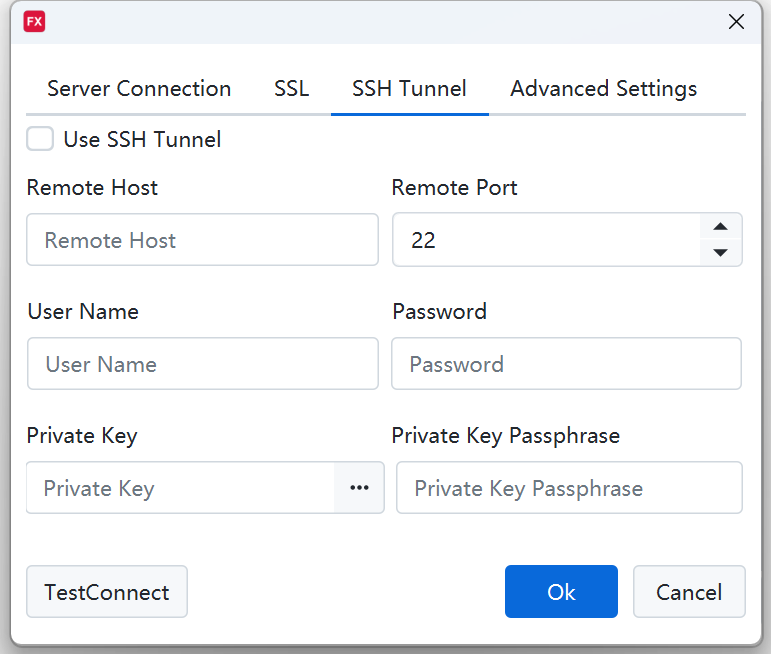 FX
Server Connection SSL SSH Tunnel Advanced Settings
Use SSH Tunnel
Remote Host Remote Port
Remote Host 22
User Name Password
User Name Password
Private Key Private Key Passphrase
Private Key ••• Private Key Passphrase
TestConnect Ok Cancel